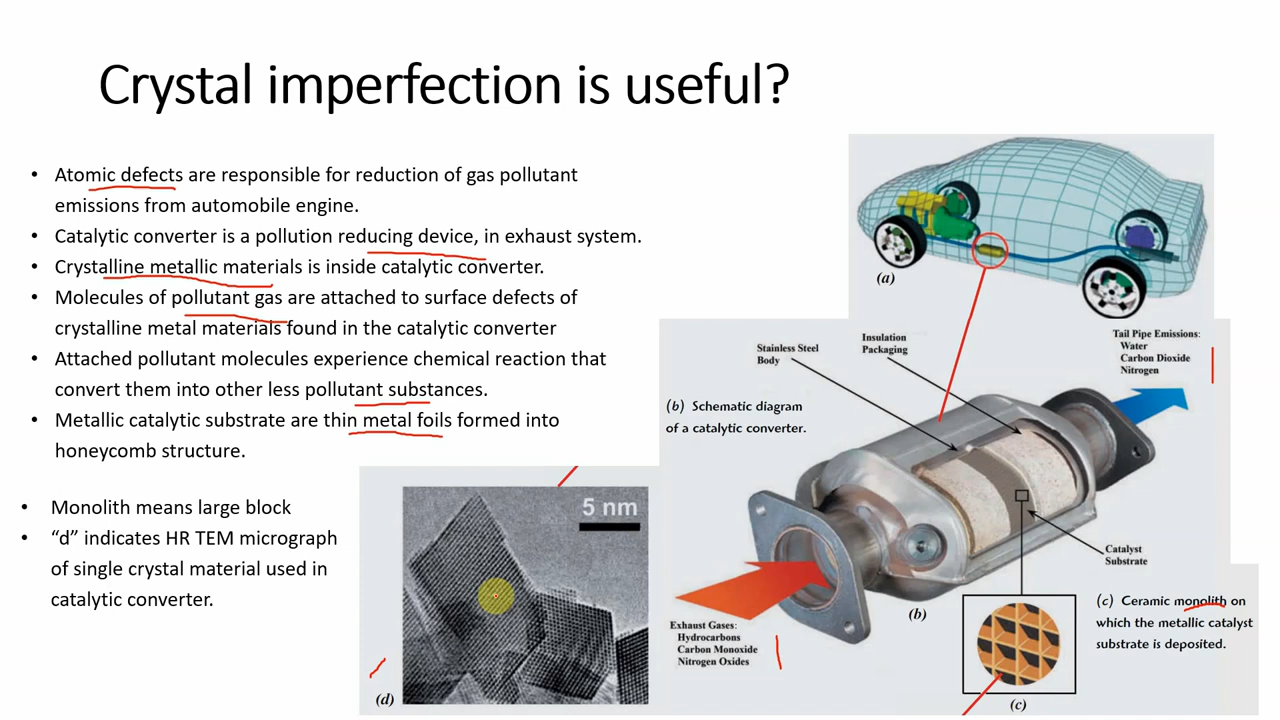 Crystal imperfection is useful?
• Atomic defects are responsible for reduction of gas pollutant
emissions from automobile engine.
• Catalytic converter is a pollution reducing device, in exhaust system.
• Crystalline metallic materials is inside catalytic converter.
• Molecules of pollutant gas are attached to surface defects of
crystalline metal materials found in the catalytic converter
• Attached pollutant molecules experience chemical reaction that
convert them into other less pollutant substances.
• Metallic catalytic substrate are thin metal foils formed into
honeycomb structure.
• Monolith means large block
• “d” indicates HR TEM micrograph
of single crystal material used in
catalytic converter.
5 nm
(d)
(a)
Tail Pipe Emissions:
Water
Carbon Dioxide
Nitrogen
Insulation
Packaging
Stainless Steel
Body
(b) Schematic diagram
of a catalytic converter.
Catalyst
Substrate
(b)
Exhaust Gases:
Hydrocarbons
Carbon Monoxide
Nitrogen Oxides
(c) Ceramic monolith on
which the metallic catalyst
substrate is deposited.
(c)